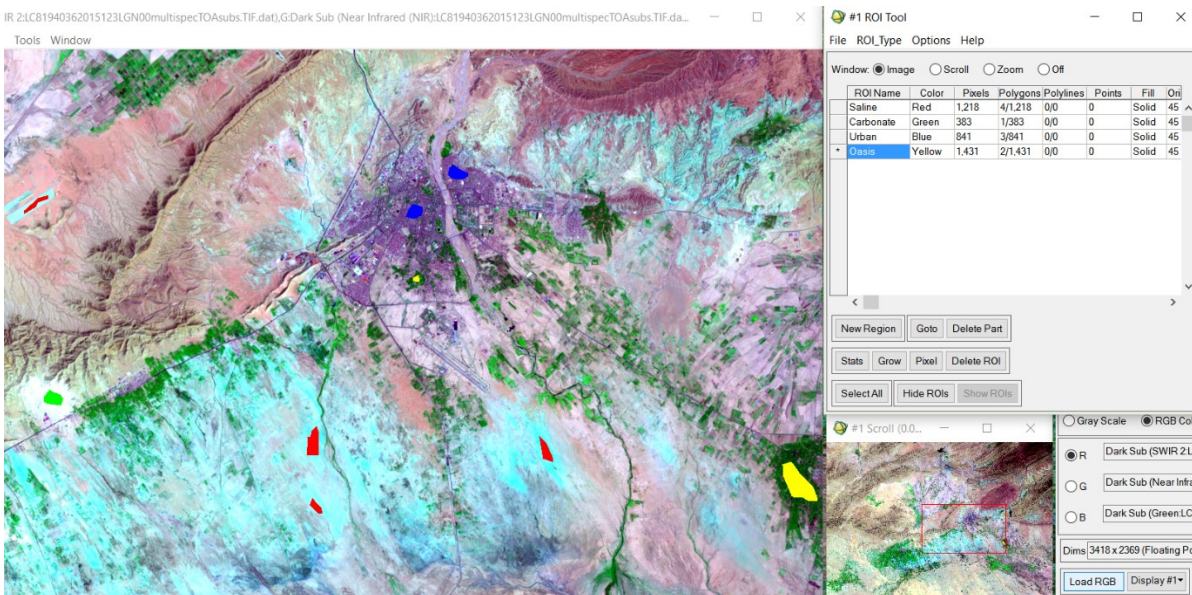 IR 2:LC81940362015123LGN00multispecTOAsubs.TIF.dat),G:Dark Sub (Near Infrared (NIR):LC81940362015123LGN00multispecTOAsubs.TIF.da...
Tools Window
#1 ROI Tool
File ROI_Type Options Help
Window: Image Scroll Zoom Off
ROI Name Color Pixels Polygons Polylines Points Fill Ori
Saline Red 1,218 4/1,218 0/0 0 Solid 45
Carbonate Green 383 1/383 0/0 0 Solid 45
Urban Blue 841 3/841 0/0 0 Solid 45
* Oasis Yellow 1,431 2/1,431 0/0 0 Solid 45
New Region Goto Delete Part
Stats Grow Pixel Delete ROI
Select All Hide ROIs Show ROIs
#1 Scroll (0.0...
Gray Scale RGB Col
R Dark Sub (SWIR 2:L
G Dark Sub (Near Infra
B Dark Sub (Green:LC
Dims 3418 x 2369 (Floating Po
Load RGB Display #1